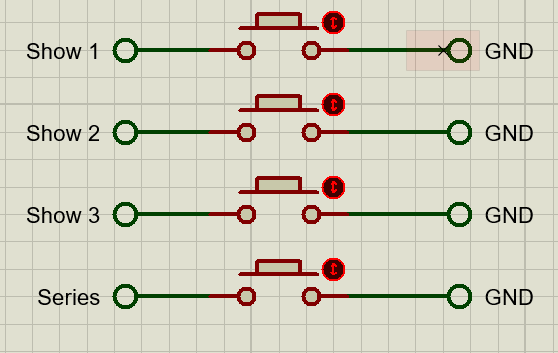 Show 1 GND
Show 2 GND
Show 3 GND
Series GND